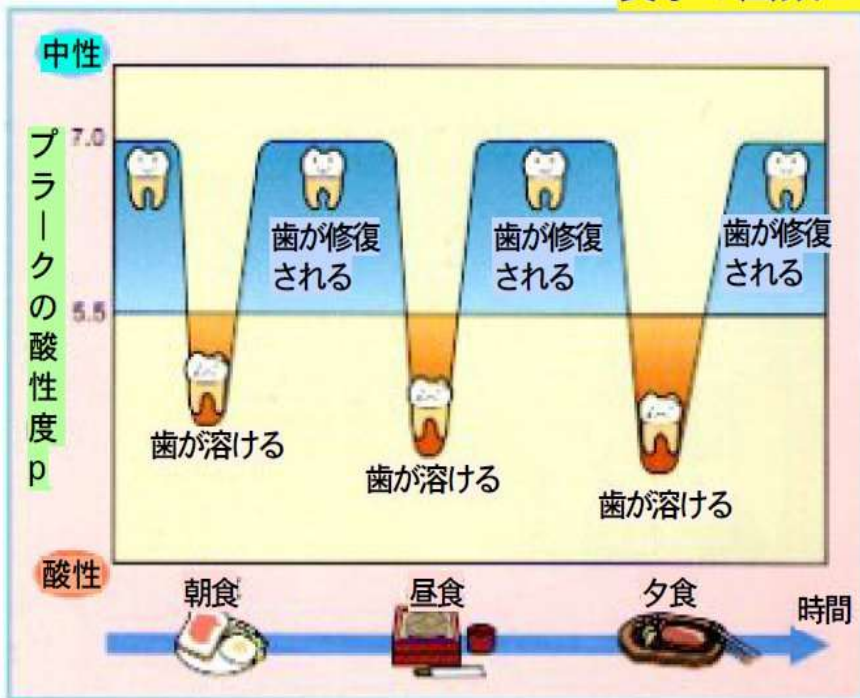 中性
7.0
5.5
プラークの酸性度p
歯が修復
される
歯が修復
される
歯が修復
される
歯が溶ける
歯が溶ける
歯が溶ける
酸性
朝食
昼食
夕食
時間